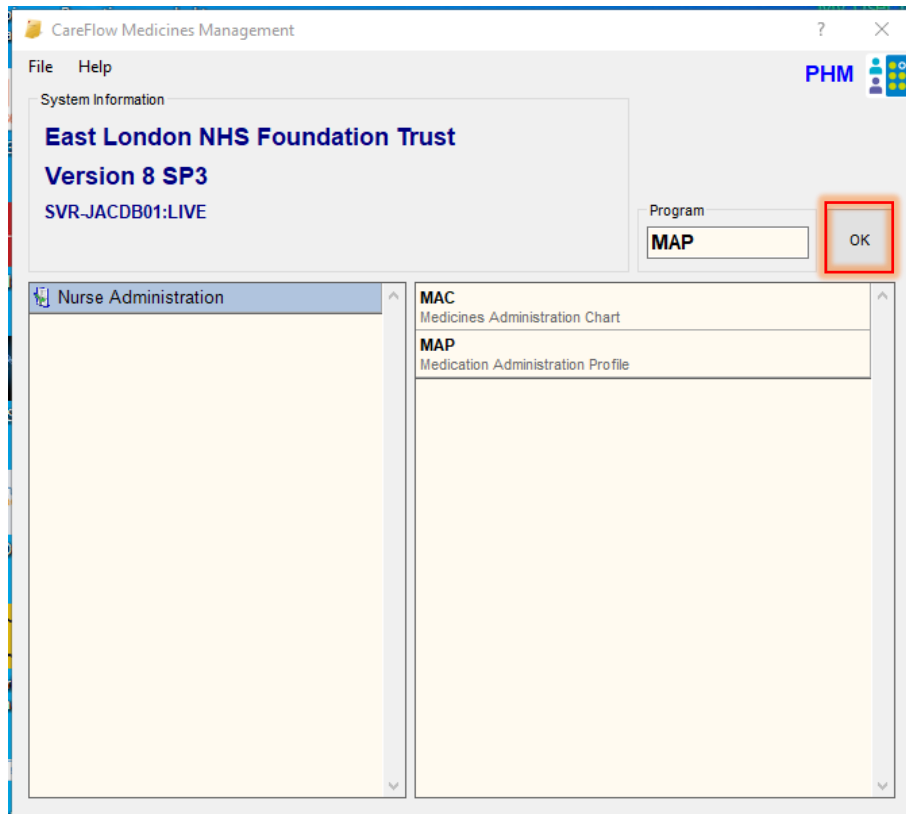 CareFlow Medicines Management
File Help
PHM
System Information
East London NHS Foundation Trust
Version 8 SP3
SVR-JACDB01:LIVE
Program
MAP
OK
Nurse Administration
MAC
Medicines Administration Chart
MAP
Medication Administration Profile